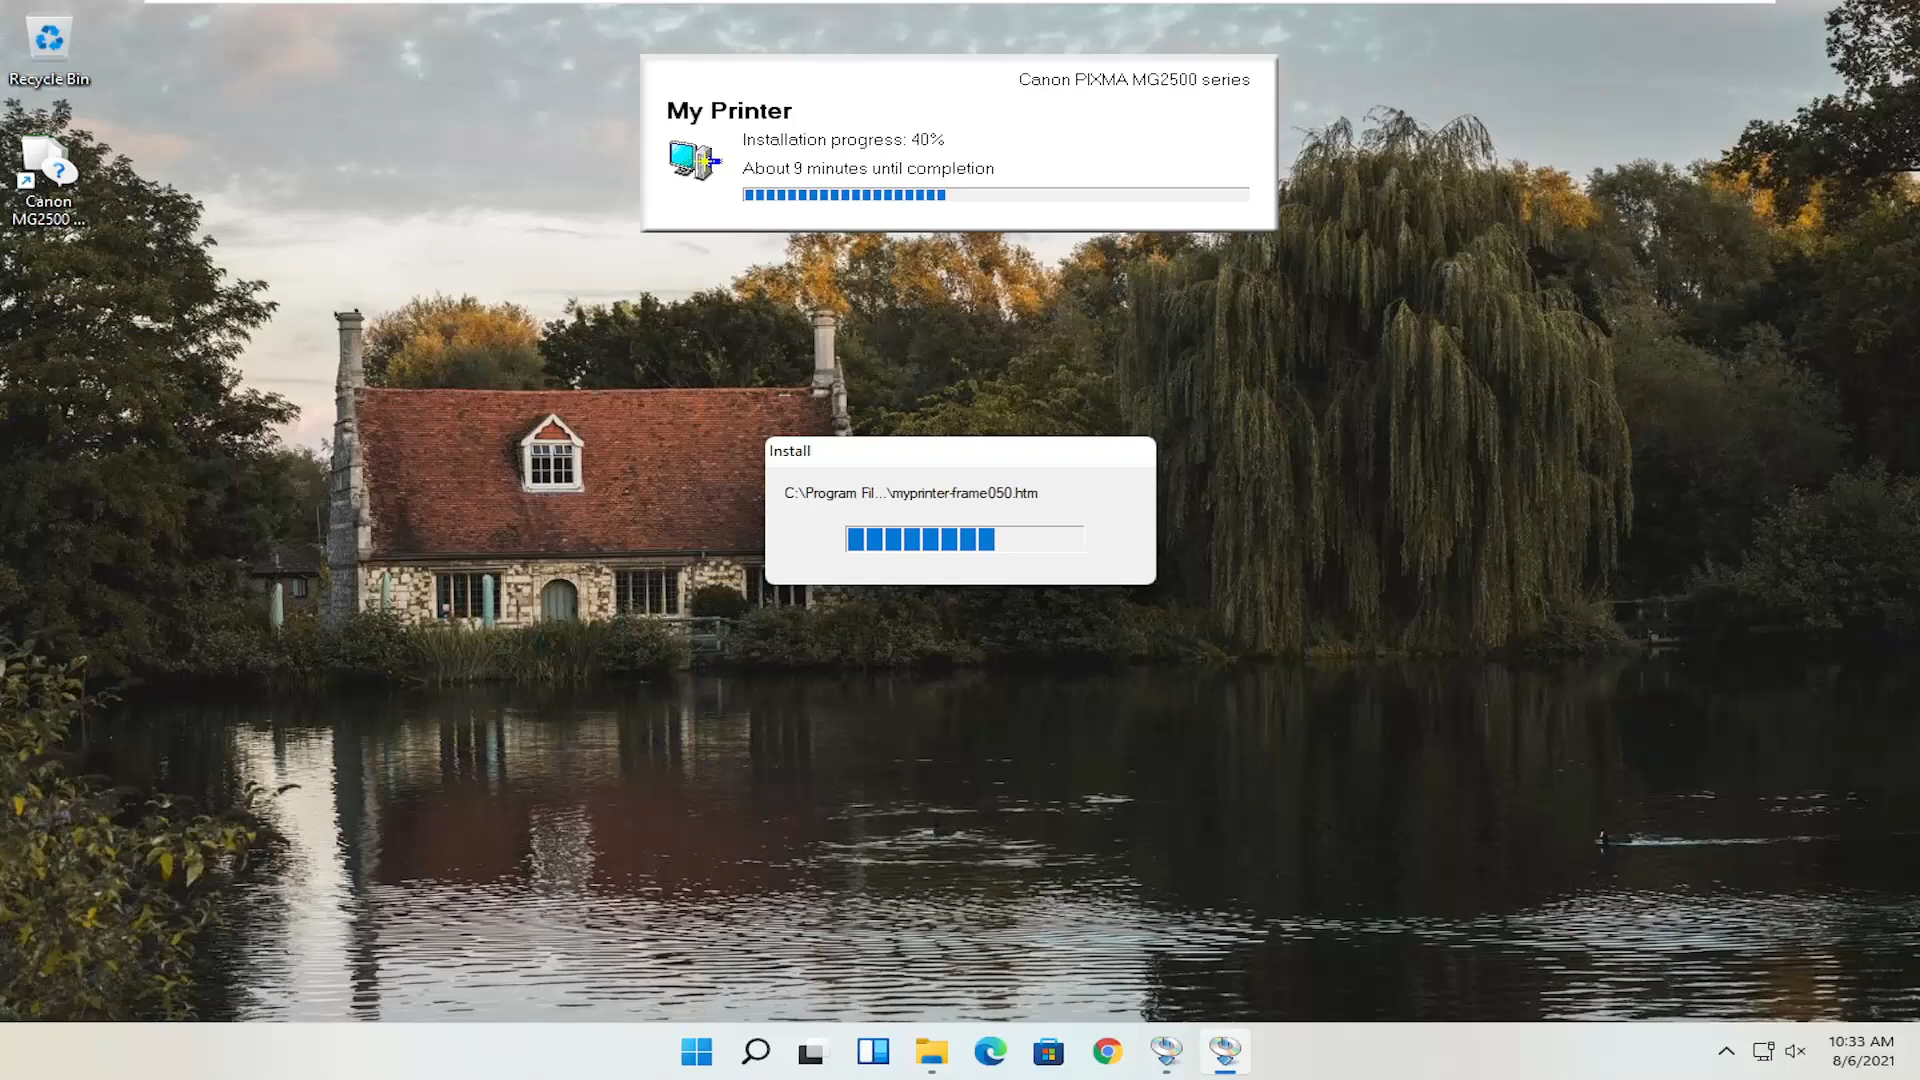 Recycle Bin
Canon
MG2500 ...
Canon PIXMA MG2500 series
My Printer
Installation progress: 40%
About 9 minutes until completion
Install
C:\Program Fil...\myprinter-frame050.htm
10:33 AM
8/6/2021